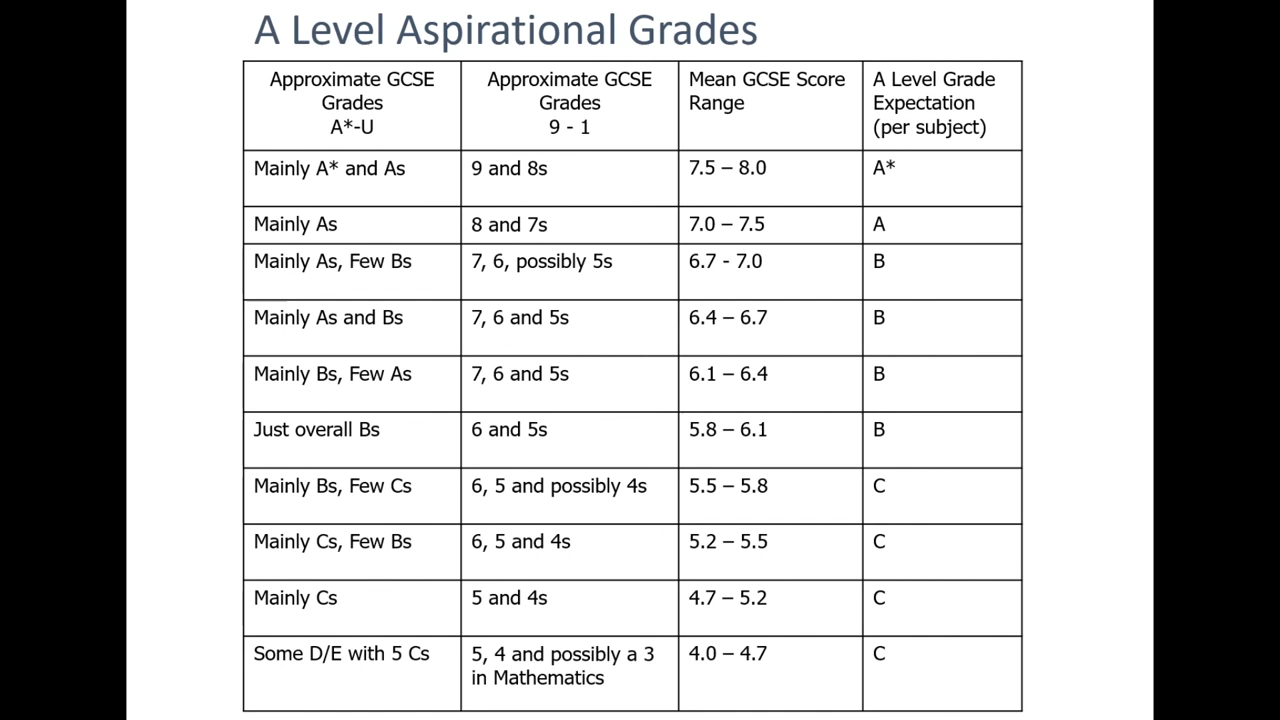 A Level Aspirational Grades
Approximate GCSE Grades A*-U
Approximate GCSE Grades 9 - 1
Mean GCSE Score Range
A Level Grade Expectation (per subject)
Mainly A* and As
9 and 8s
7.5 – 8.0
A*
Mainly As
8 and 7s
7.0 – 7.5
A
Mainly As, Few Bs
7, 6, possibly 5s
6.7 - 7.0
B
Mainly As and Bs
7, 6 and 5s
6.4 – 6.7
B
Mainly Bs, Few As
7, 6 and 5s
6.1 – 6.4
B
Just overall Bs
6 and 5s
5.8 – 6.1
B
Mainly Bs, Few Cs
6, 5 and possibly 4s
5.5 – 5.8
C
Mainly Cs, Few Bs
6, 5 and 4s
5.2 – 5.5
C
Mainly Cs
5 and 4s
4.7 – 5.2
C
Some D/E with 5 Cs
5, 4 and possibly a 3 in Mathematics
4.0 – 4.7
C